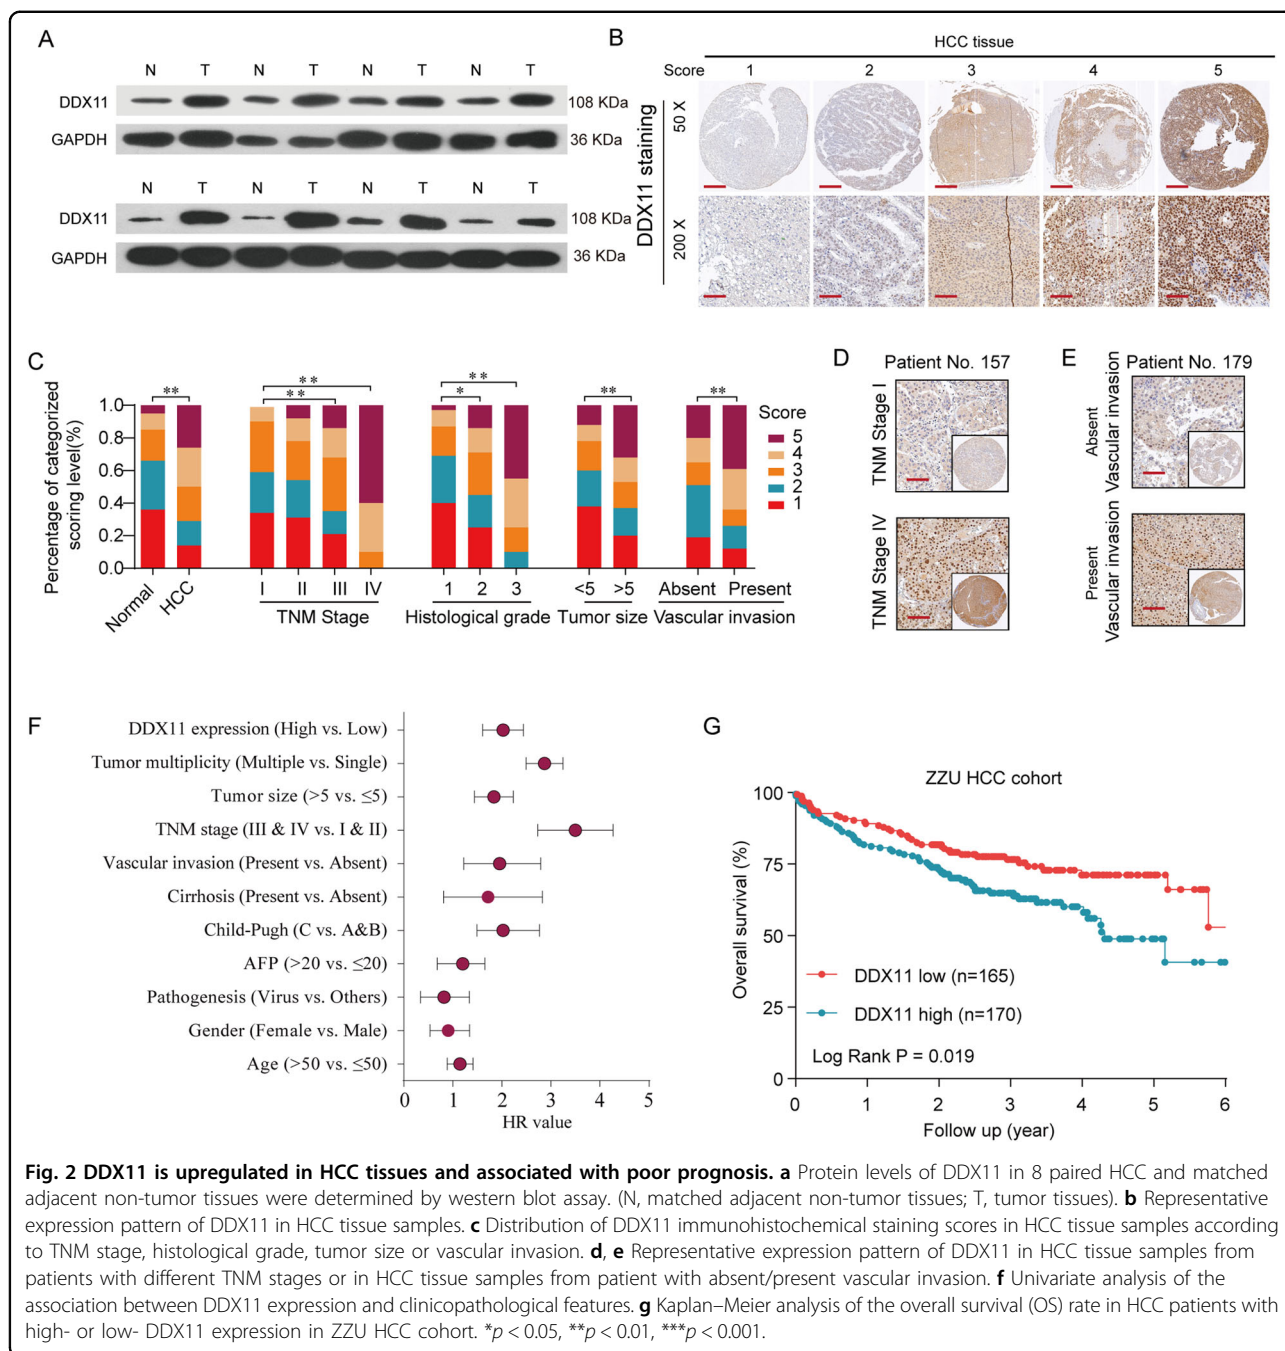 A
N T N T N T N T
DDX11 108 KDa
GAPDH 36 KDa
N T N T N T N T
DDX11 108 KDa
GAPDH 36 KDa
B
HCC tissue
Score 1 2 3 4 5
DDX11 staining
50 X
200 X
C
Percentage of categorized
scoring level(%)
1.0
0.8
0.6
0.4
0.2
0.0
** ** ** * ** ** **
Score
5
4
3
2
1
Normal HCC I II III IV 1 2 3 <5 >5 Absent Present
TNM Stage Histological grade Tumor size Vascular invasion
D
Patient No. 157
TNM Stage I
TNM Stage IV
E
Patient No. 179
Absent
Vascular invasion
Present
Vascular invasion
F
DDX11 expression (High vs. Low)
Tumor multiplicity (Multiple vs. Single)
Tumor size (>5 vs. ≤5)
TNM stage (III & IV vs. I & II)
Vascular invasion (Present vs. Absent)
Cirrhosis (Present vs. Absent)
Child-Pugh (C vs. A&B)
AFP (>20 vs. ≤20)
Pathogenesis (Virus vs. Others)
Gender (Female vs. Male)
Age (>50 vs. ≤50)
0 1 2 3 4 5
HR value
G
ZZU HCC cohort
Overall survival (%)
100
75
50
25
0
DDX11 low (n=165)
DDX11 high (n=170)
Log Rank P = 0.019
0 1 2 3 4 5 6
Follow up (year)
Fig. 2 DDX11 is upregulated in HCC tissues and associated with poor prognosis. a Protein levels of DDX11 in 8 paired HCC and matched
adjacent non-tumor tissues were determined by western blot assay. (N, matched adjacent non-tumor tissues; T, tumor tissues). b Representative
expression pattern of DDX11 in HCC tissue samples. c Distribution of DDX11 immunohistochemical staining scores in HCC tissue samples according
to TNM stage, histological grade, tumor size or vascular invasion. d, e Representative expression pattern of DDX11 in HCC tissue samples from
patients with different TNM stages or in HCC tissue samples from patient with absent/present vascular invasion. f Univariate analysis of the
association between DDX11 expression and clinicopathological features. g Kaplan–Meier analysis of the overall survival (OS) rate in HCC patients with
high- or low- DDX11 expression in ZZU HCC cohort. *p < 0.05, **p < 0.01, ***p < 0.001.